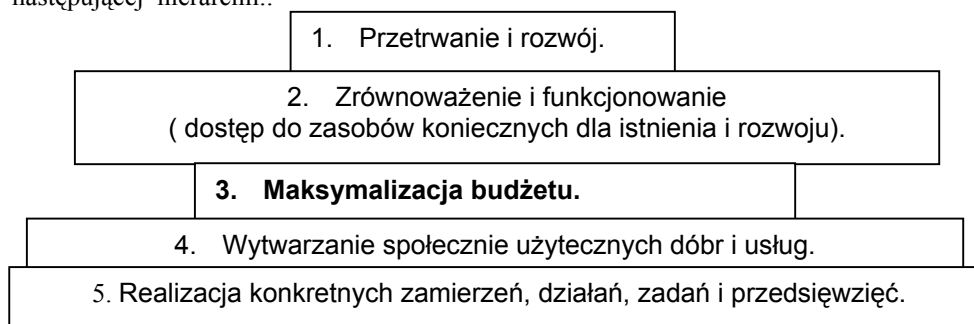 następującej hierarchii:
1. Przetrwanie i rozwój.
2. Zrównoważenie i funkcjonowanie
( dostęp do zasobów koniecznych dla istnienia i rozwoju).
3. Maksymalizacja budżetu.
4. Wytwarzanie społecznie użytecznych dóbr i usług.
5. Realizacja konkretnych zamierzeń, działań, zadań i przedsięwzięć.